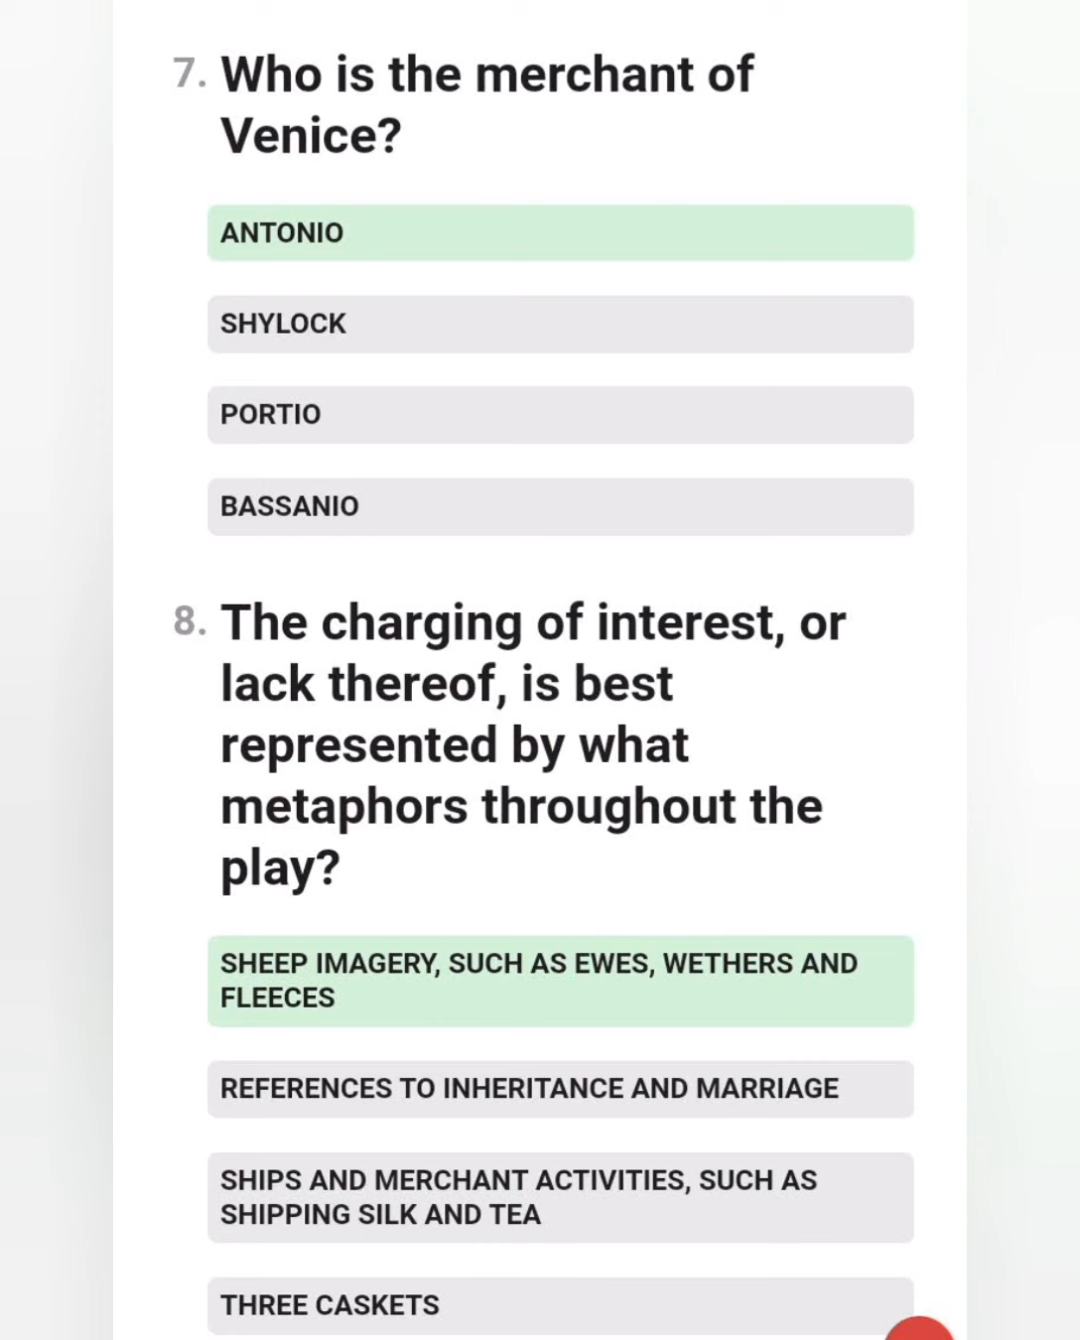 7. Who is the merchant of
Venice?
ANTONIO
SHYLOCK
PORTIO
BASSANIO
8. The charging of interest, or
lack thereof, is best
represented by what
metaphors throughout the
play?
SHEEP IMAGERY, SUCH AS EWES, WETHERS AND
FLEECES
REFERENCES TO INHERITANCE AND MARRIAGE
SHIPS AND MERCHANT ACTIVITIES, SUCH AS
SHIPPING SILK AND TEA
THREE CASKETS